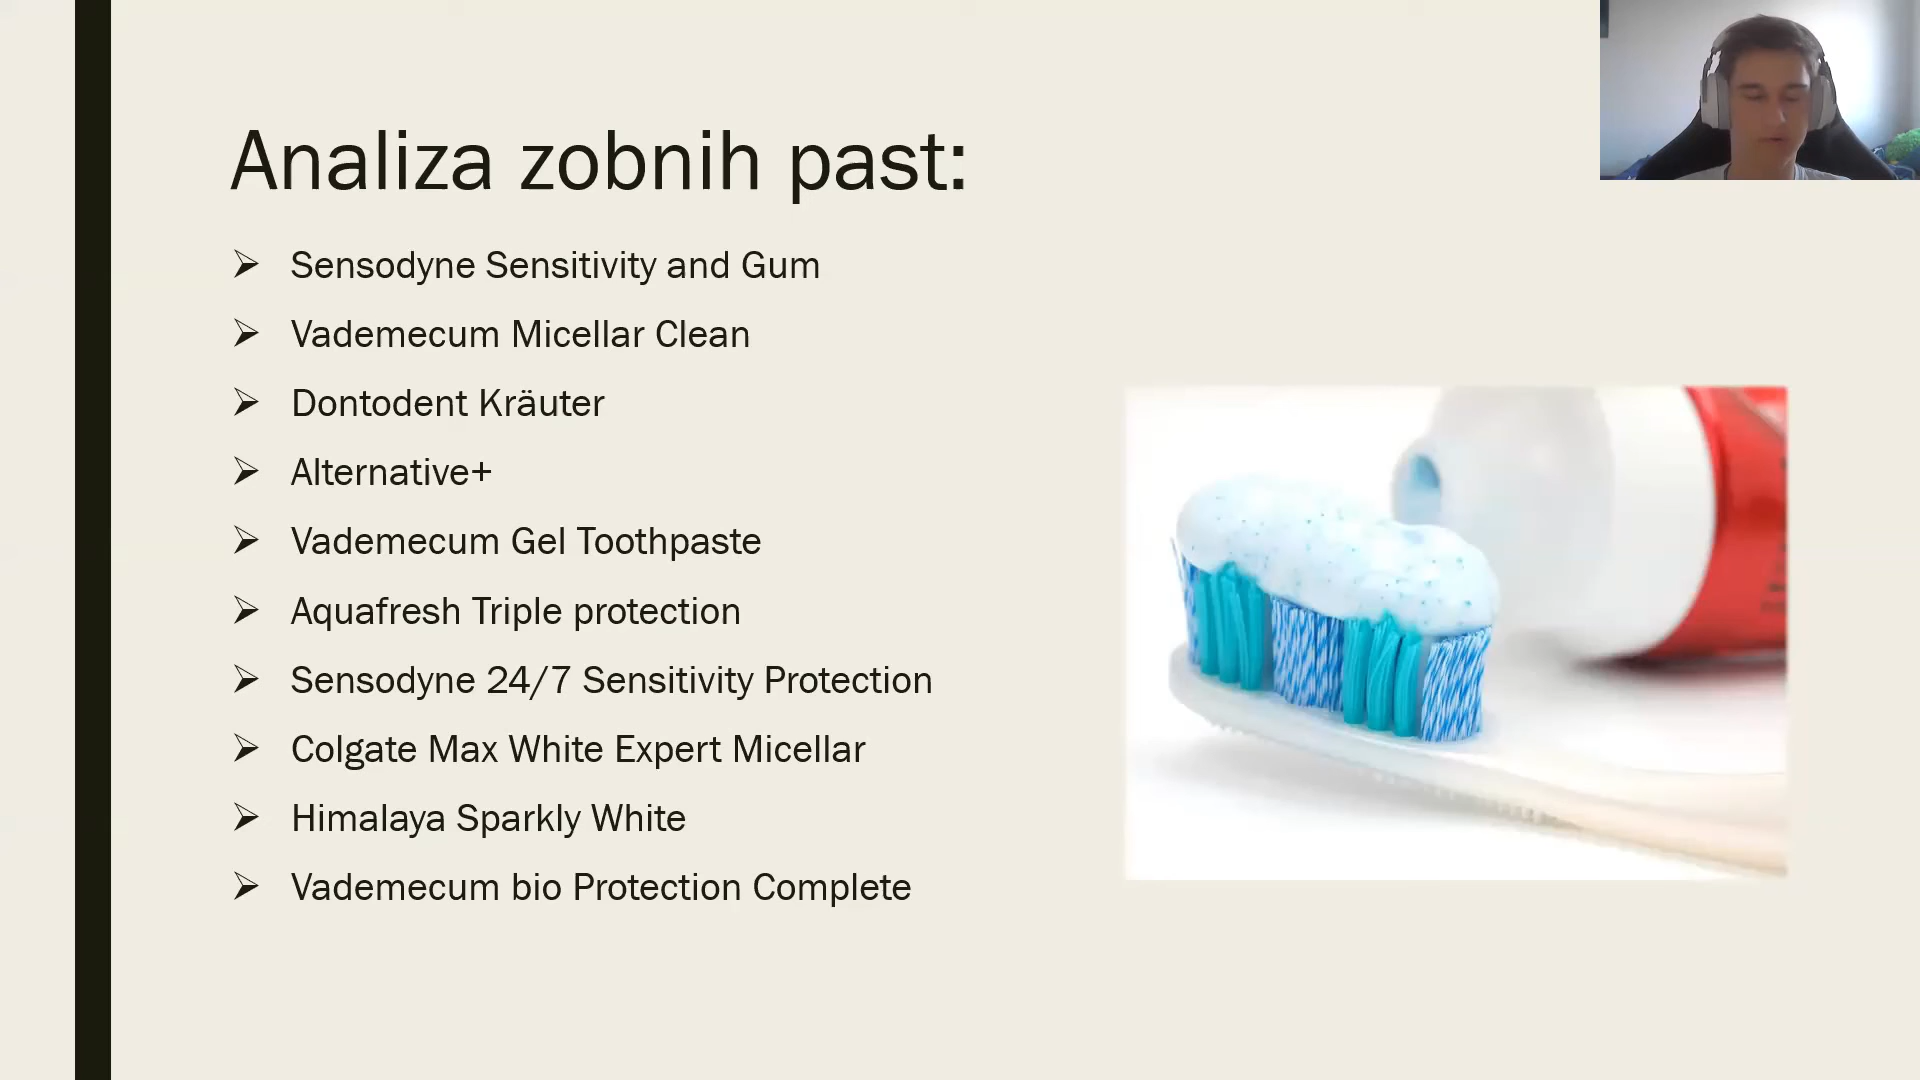 Analiza zobnih past:
Sensodyne Sensitivity and Gum
Vademecum Micellar Clean
Dontodent Kräuter
Alternative+
Vademecum Gel Toothpaste
Aquafresh Triple protection
Sensodyne 24/7 Sensitivity Protection
Colgate Max White Expert Micellar
Himalaya Sparkly White
Vademecum bio Protection Complete